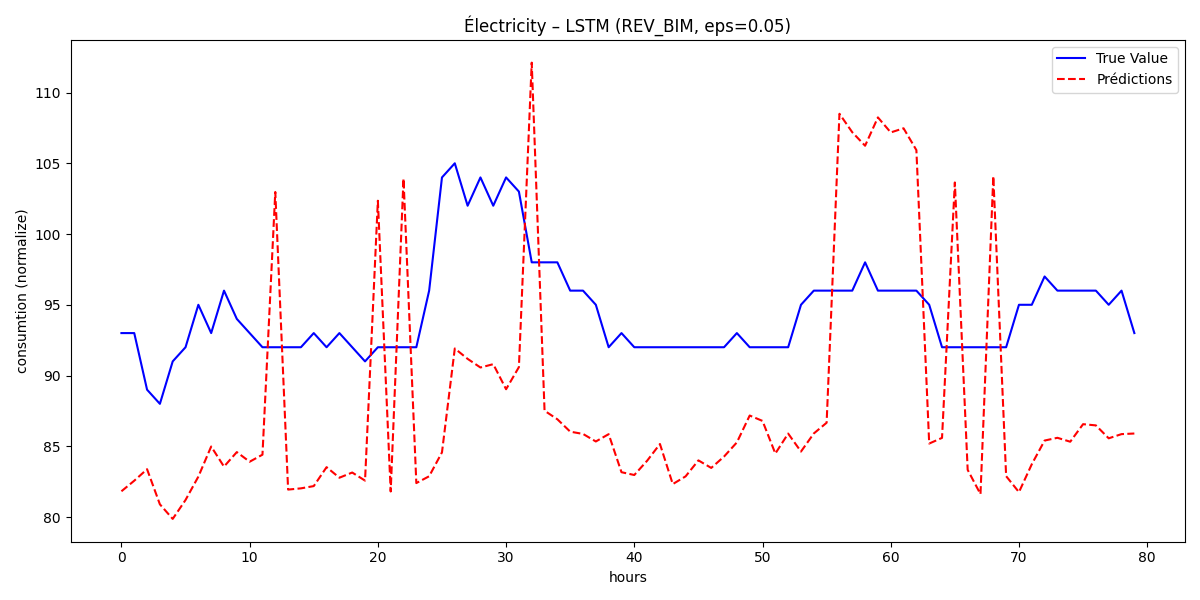 Électricity – LSTM (REV_BIM, eps=0.05)
True Value
Prédictions
consumtion (normalize)
110
105
100
95
90
85
80
0 10 20 30 40 50 60 70 80
hours